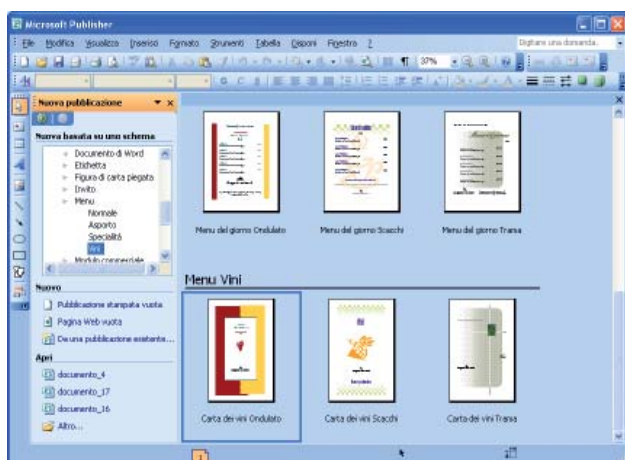 Microsoft Publisher
File Modifica Visualizza Inserisci Formato Strumenti Tabella Disponi Finestra ?
Digitare una domanda.
37%
Nuova pubblicazione
Nuova basata su uno schema
Documento di Word
Etichetta
Figura di carta piegata
Invito
Menu
Normale
Asporto
Specialità
Vini
Modulo commerciale
Nuovo
Pubblicazione stampata vuota
Pagina Web vuota
Da una pubblicazione esistente...
Apri
documento_4
documento_17
documento_16
Altro...
Menu del giorno Ondulato
Menu del giorno Scacchi
Menu del giorno Trama
Menu Vini
Carta dei vini Ondulato
Carta dei vini Scacchi
Carta dei vini Trama
1